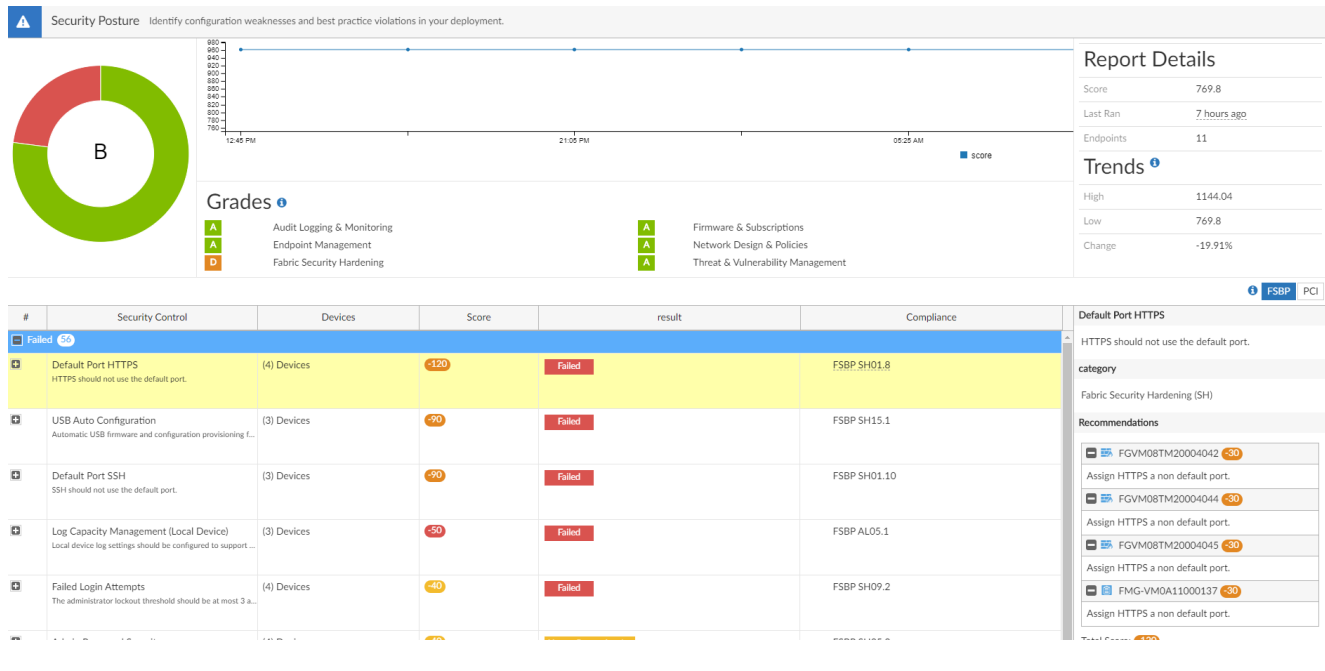 Security Posture Identify configuration weaknesses and best practice violations in your deployment.
B
980
960
940
920
900
880
860
840
820
800
780
760
12:45 PM 21:05 PM 05:25 AM
score
Grades
A Audit Logging & Monitoring
A Endpoint Management
D Fabric Security Hardening
A Firmware & Subscriptions
A Network Design & Policies
A Threat & Vulnerability Management
Report Details
Score 769.8
Last Ran 7 hours ago
Endpoints 11
Trends
High 1144.04
Low 769.8
Change -19.91%
FSBP PCI
# Security Control Devices Score result Compliance
Failed 56
Default Port HTTPS (4) Devices -120 Failed FSBP SH01.8
HTTPS should not use the default port.
USB Auto Configuration (3) Devices -90 Failed FSBP SH15.1
Automatic USB firmware and configuration provisioning f...
Default Port SSH (3) Devices -90 Failed FSBP SH01.10
SSH should not use the default port.
Log Capacity Management (Local Device) (3) Devices -50 Failed FSBP AL05.1
Local device log settings should be configured to support ...
Failed Login Attempts (4) Devices -40 Failed FSBP SH09.2
The administrator lockout threshold should be at most 3 a...
Default Port HTTPS
HTTPS should not use the default port.
category
Fabric Security Hardening (SH)
Recommendations
FGVM08TM20004042 -30
Assign HTTPS a non default port.
FGVM08TM20004044 -30
Assign HTTPS a non default port.
FGVM08TM20004045 -30
Assign HTTPS a non default port.
FMG-VM0A11000137 -30
Assign HTTPS a non default port.